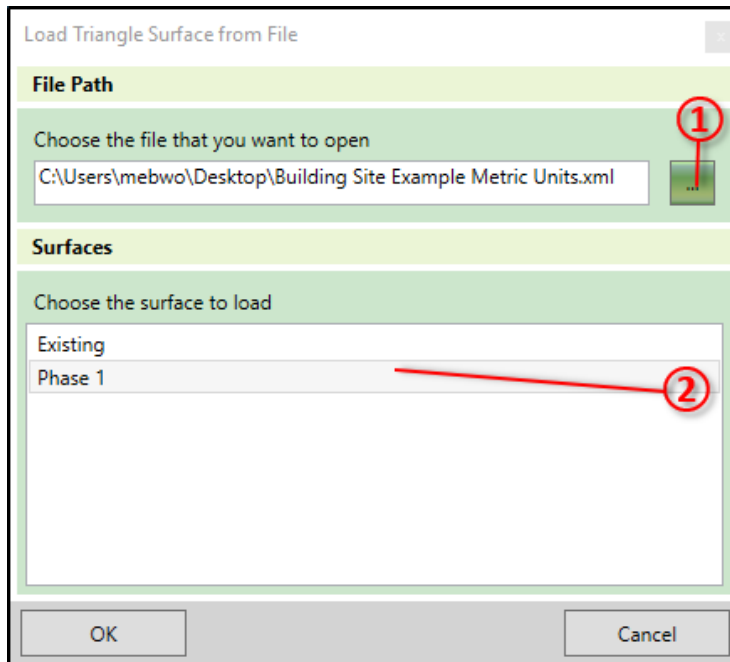 Load Triangle Surface from File
x
File Path
1
Choose the file that you want to open
C:\Users\mebwo\Desktop\Building Site Example Metric Units.xml
...
Surfaces
Choose the surface to load
Existing
Phase 1
2
OK
Cancel